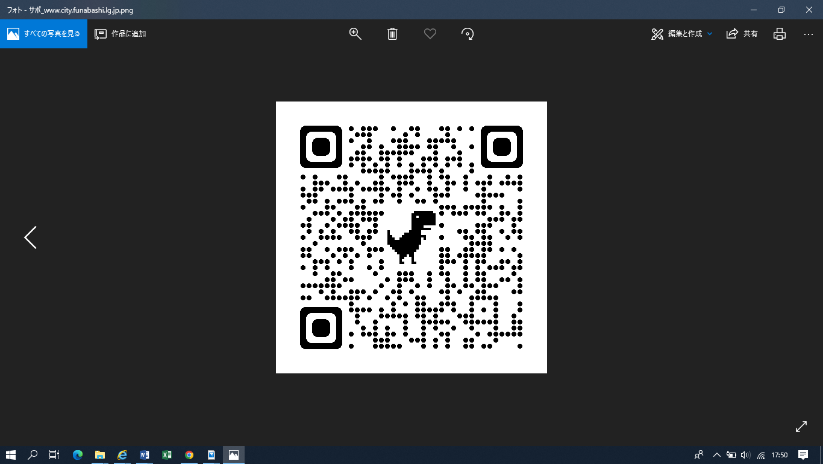 フォト - サポ_www.city.funabashi.lg.jp.png
すべての写真を見る
作品に追加
編集と作成
共有
17:50